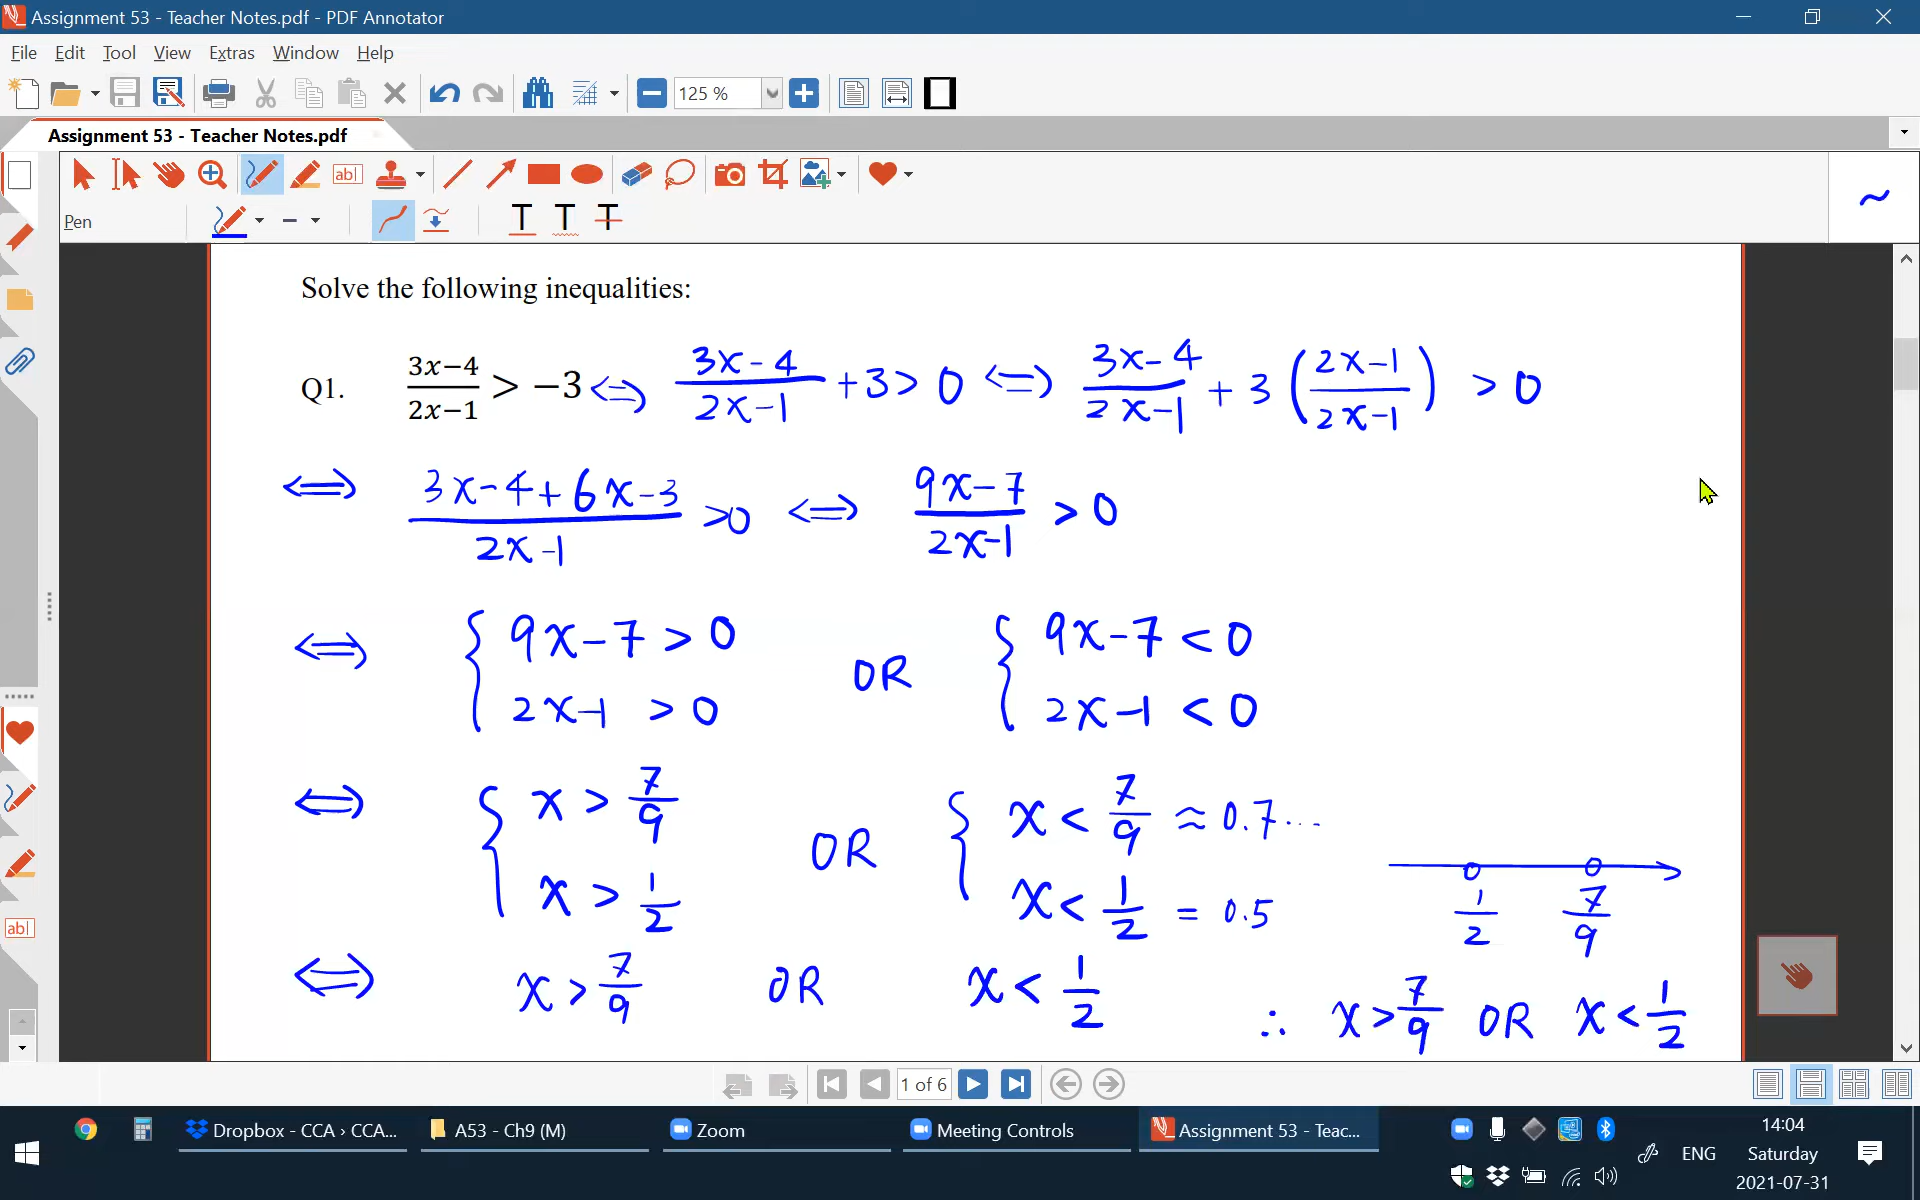 Assignment 53 - Teacher Notes.pdf - PDF Annotator
File Edit Tool View Extras Window Help
125 %
Assignment 53 - Teacher Notes.pdf
ab|
Pen
T T T
Solve the following inequalities:
Q1. (3x−4)/(2x−1) > −3 ⇔ (3x-4)/(2x-1) + 3 > 0 ⇔ (3x-4)/(2x-1) + 3 ((2x-1)/(2x-1)) > 0
⇔ (3x-4+6x-3)/(2x-1) > 0 ⇔ (9x-7)/(2x-1) > 0
⇔ { 9x-7 > 0 OR { 9x-7 < 0
2x-1 > 0 2x-1 < 0
⇔ { x > 7/9 OR { x < 7/9 ≈ 0.7...
x > 1/2 x < 1/2 = 0.5
1/2 7/9
⇔ x > 7/9 OR x < 1/2
∴ x > 7/9 OR x < 1/2
ab|
1 of 6
Dropbox - CCA › CCA... A53 - Ch9 (M) Zoom Meeting Controls Assignment 53 - Teac...
14:04
ENG Saturday
2021-07-31